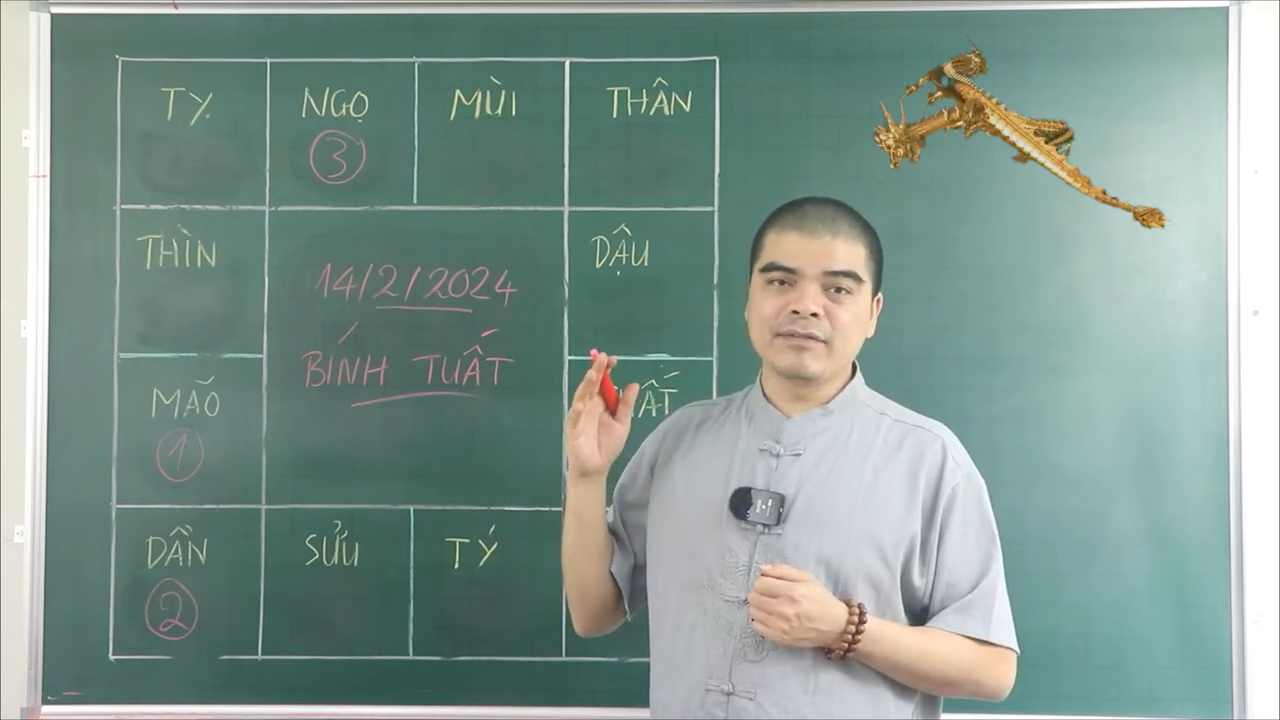 TỴ
NGỌ
MÙI
THÂN
3
THÌN
14/2/2024
DẬU
BÍNH TUẤT
MÃO
1
DẦN
SỬU
TÝ
2